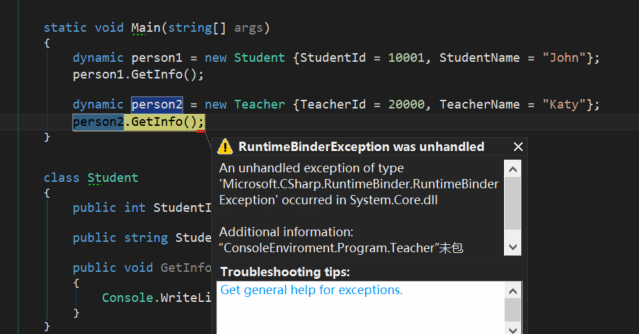 static void Main(string[] args)
{
dynamic person1 = new Student {StudentId = 10001, StudentName = "John"};
person1.GetInfo();
dynamic person2 = new Teacher {TeacherId = 20000, TeacherName = "Katy"};
person2.GetInfo();
}
RuntimeBinderException was unhandled
An unhandled exception of type
'Microsoft.CSharp.RuntimeBinder.RuntimeBinder
Exception' occurred in System.Core.dll
Additional information:
"ConsoleEnviroment.Program.Teacher"未包
Troubleshooting tips:
Get general help for exceptions.
class Student
{
public int StudentI
public string Stude
public void GetInfo
{
Console.WriteLi
}
}